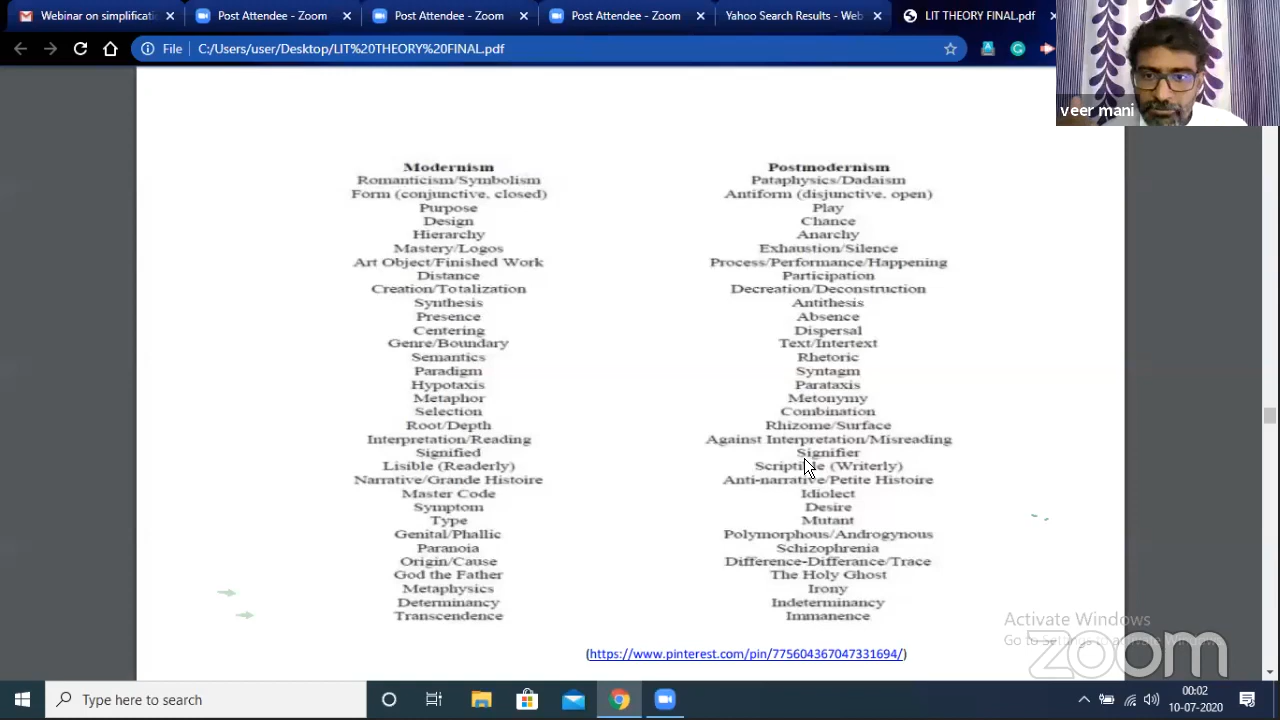 Webinar on simplificati
Post Attendee - Zoom
Post Attendee - Zoom
Post Attendee - Zoom
Yahoo Search Results - Web
LIT THEORY FINAL.pdf
File
C:/Users/user/Desktop/LIT%20THEORY%20FINAL.pdf
veer mani
Modernism Postmodernism
Romanticism/Symbolism Pataphysics/Dadaism
Form (conjunctive, closed) Antiform (disjunctive, open)
Purpose Play
Design Chance
Hierarchy Anarchy
Mastery/Logos Exhaustion/Silence
Art Object/Finished Work Process/Performance/Happening
Distance Participation
Creation/Totalization Decreation/Deconstruction
Synthesis Antithesis
Presence Absence
Centering Dispersal
Genre/Boundary Text/Intertext
Semantics Rhetoric
Paradigm Syntagm
Hypotaxis Parataxis
Metaphor Metonymy
Selection Combination
Root/Depth Rhizome/Surface
Interpretation/Reading Against Interpretation/Misreading
Signified Signifier
Lisible (Readerly) Scriptible (Writerly)
Narrative/Grande Histoire Anti-narrative/Petite Histoire
Master Code Idiolect
Symptom Desire
Type Mutant
Genital/Phallic Polymorphous/Androgynous
Paranoia Schizophrenia
Origin/Cause Difference-Differance/Trace
God the Father The Holy Ghost
Metaphysics Irony
Determinancy Indeterminancy
Transcendence Immanence
(https://www.pinterest.com/pin/775604367047331694/)
Activate Windows
Go to Settings
zoom
Type here to search
00:02
10-07-2020